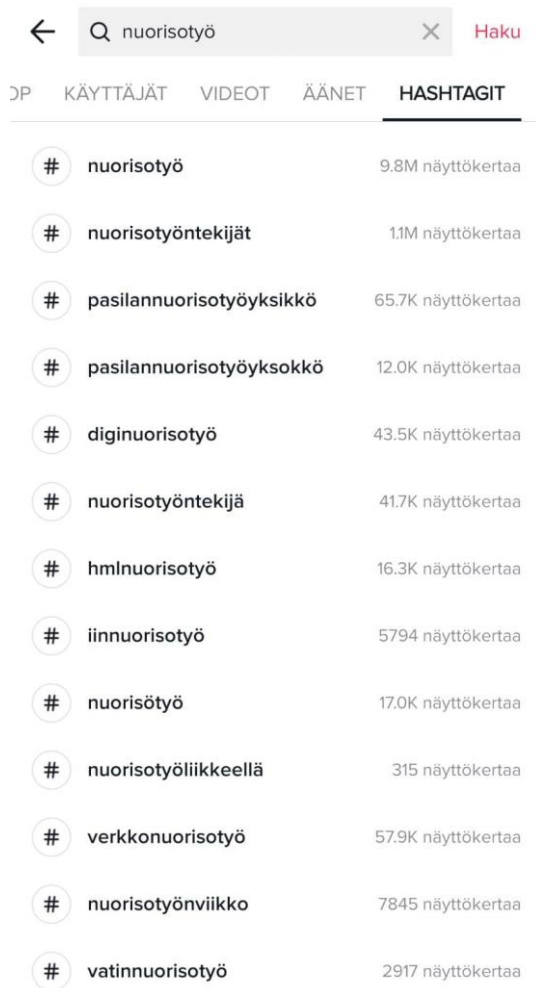 nuorisotyö Haku
OP KÄYTTÄJÄT VIDEOT ÄÄNET HASHTAGIT
# nuorisotyö 9.8M näyttökertaa
# nuorisotyöntekijät 1.1M näyttökertaa
# pasilannuorisotyöyksikkö 65.7K näyttökertaa
# pasilannuorisotyöyksokkö 12.0K näyttökertaa
# diginuorisotyö 43.5K näyttökertaa
# nuorisotyöntekijä 41.7K näyttökertaa
# hmlnuorisotyö 16.3K näyttökertaa
# iinnuorisotyö 5794 näyttökertaa
# nuorisötyö 17.0K näyttökertaa
# nuorisotyöliikkeellä 315 näyttökertaa
# verkkonuorisotyö 57.9K näyttökertaa
# nuorisotyönviikko 7845 näyttökertaa
# vatinnuorisotyö 2917 näyttökertaa